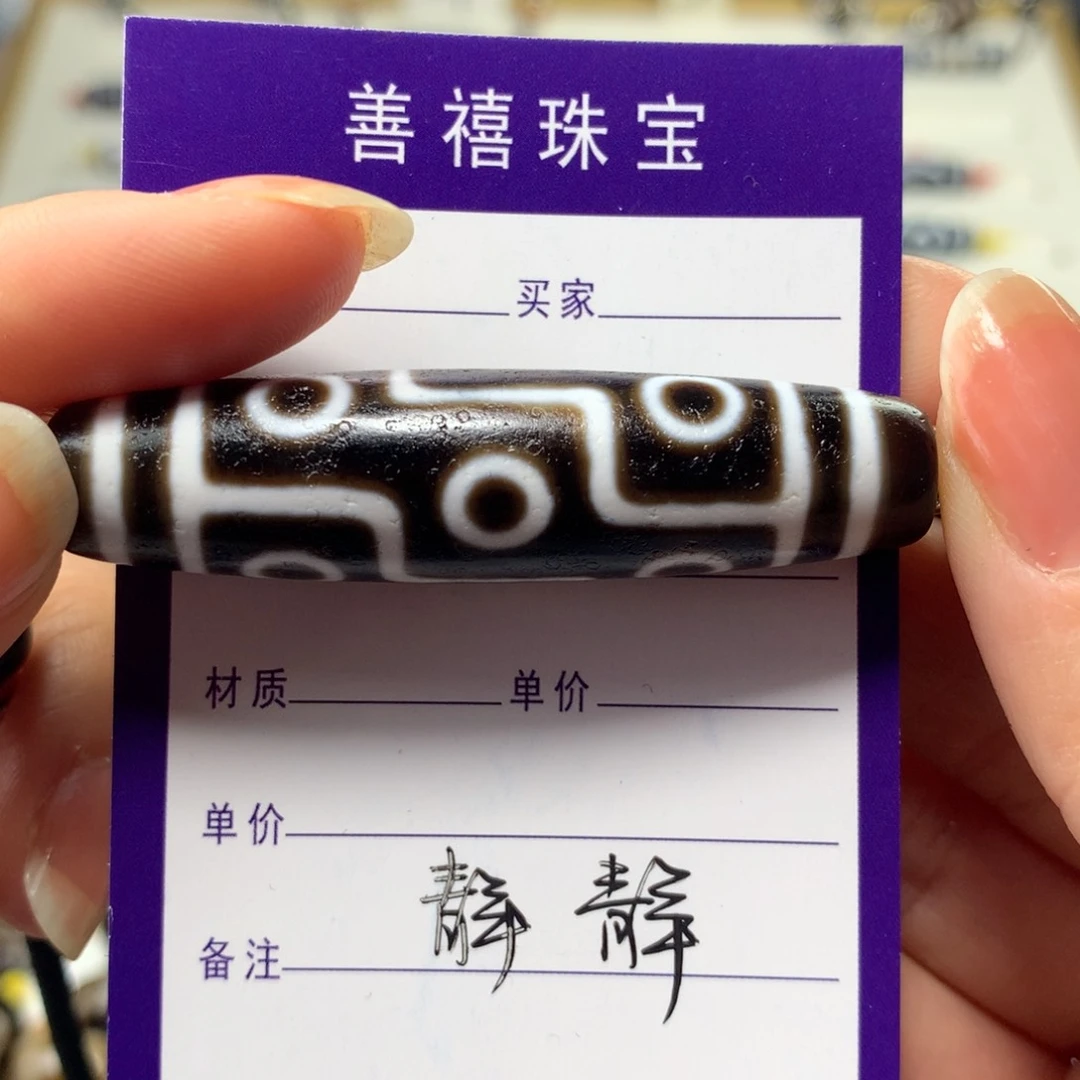 善禧珠宝
买家
材质 单价
单价
备注 静静